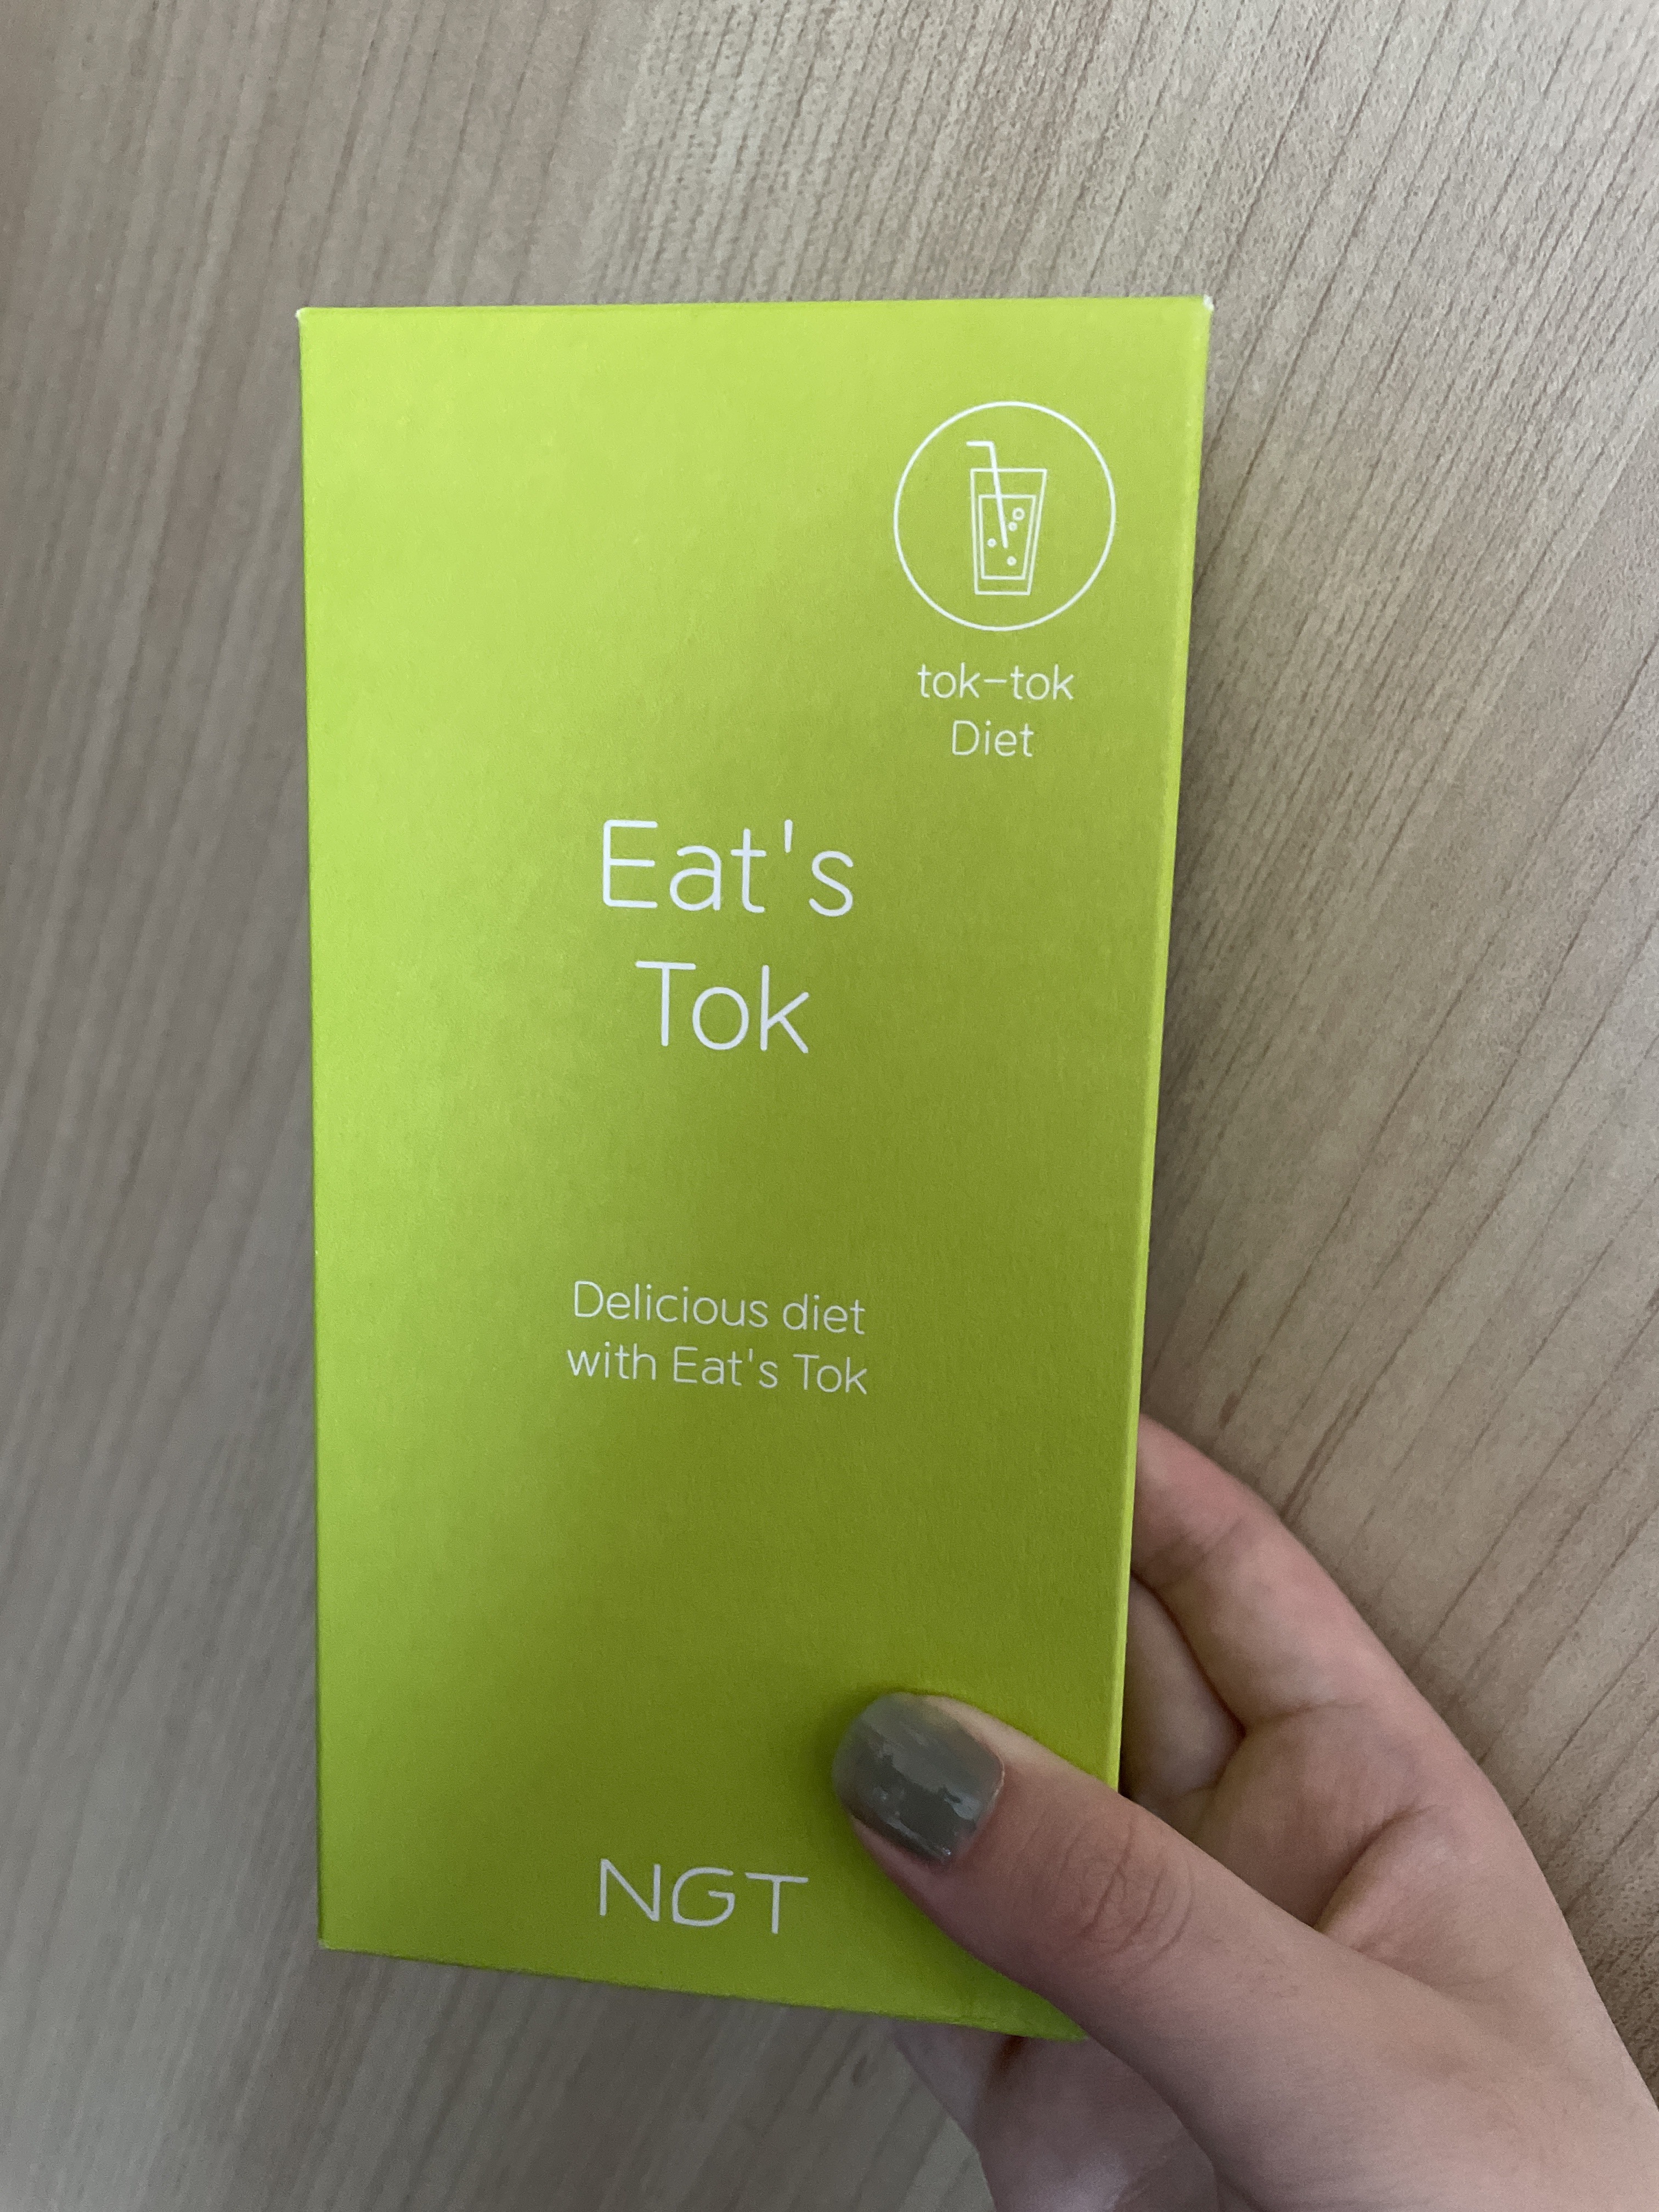 tok-tok
Diet
Eat's
Tok
Delicious diet
with Eat's Tok
NGT